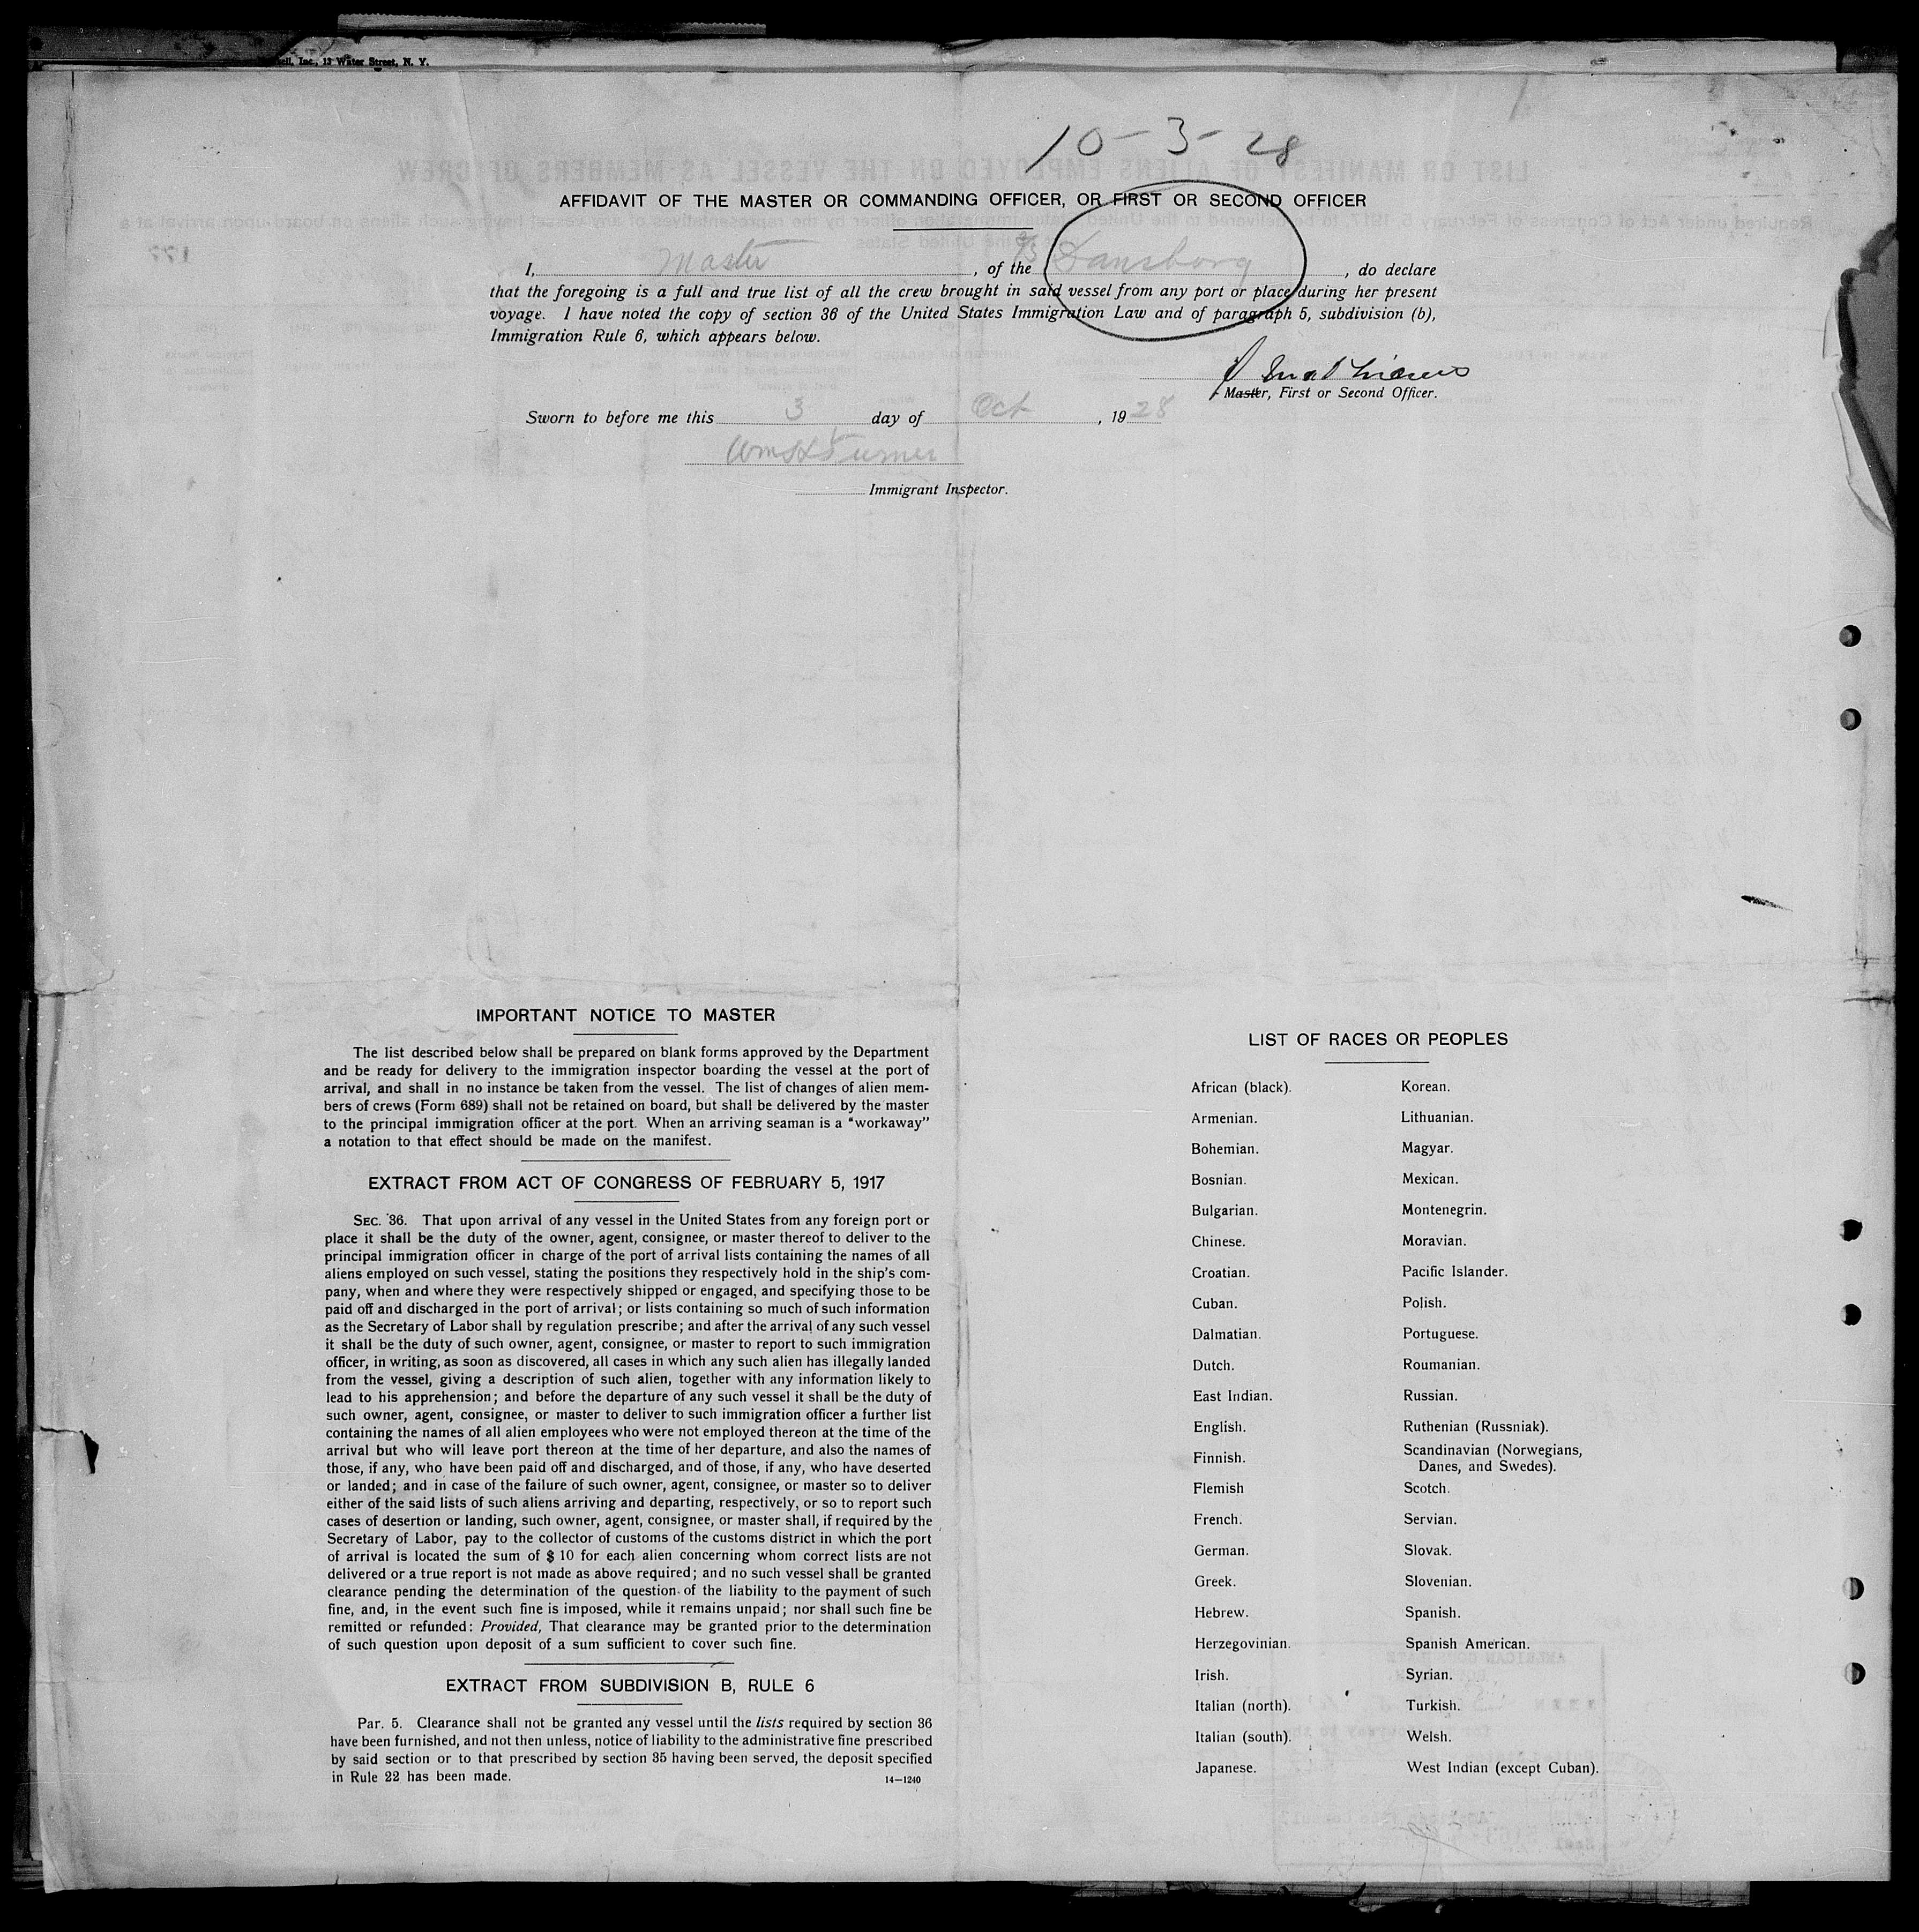 Inc., 13 Water Street, N. Y.
10-3-28
AFFIDAVIT OF THE MASTER OR COMMANDING OFFICER, OR FIRST OR SECOND OFFICER
I, Master, of the Dansborg, do declare
that the foregoing is a full and true list of all the crew brought in said vessel from any port or place during her present
voyage. I have noted the copy of section 36 of the United States Immigration Law and of paragraph 5, subdivision (b),
Immigration Rule 6, which appears below.
Master, First or Second Officer.
Sworn to before me this 3 day of Oct, 1928
Turner
Immigrant Inspector.
IMPORTANT NOTICE TO MASTER
The list described below shall be prepared on blank forms approved by the Department
and be ready for delivery to the immigration inspector boarding the vessel at the port of
arrival, and shall in no instance be taken from the vessel. The list of changes of alien mem-
bers of crews (Form 689) shall not be retained on board, but shall be delivered by the master
to the principal immigration officer at the port. When an arriving seaman is a "workaway"
a notation to that effect should be made on the manifest.
EXTRACT FROM ACT OF CONGRESS OF FEBRUARY 5, 1917
SEC. 36. That upon arrival of any vessel in the United States from any foreign port or
place it shall be the duty of the owner, agent, consignee, or master thereof to deliver to the
principal immigration officer in charge of the port of arrival lists containing the names of all
aliens employed on such vessel, stating the positions they respectively hold in the ship's com-
pany, when and where they were respectively shipped or engaged, and specifying those to be
paid off and discharged in the port of arrival; or lists containing so much of such information
as the Secretary of Labor shall by regulation prescribe; and after the arrival of any such vessel
it shall be the duty of such owner, agent, consignee, or master to report to such immigration
officer, in writing, as soon as discovered, all cases in which any such alien has illegally landed
from the vessel, giving a description of such alien, together with any information likely to
lead to his apprehension; and before the departure of any such vessel it shall be the duty of
such owner, agent, consignee, or master to deliver to such immigration officer a further list
containing the names of all alien employees who were not employed thereon at the time of the
arrival but who will leave port thereon at the time of her departure, and also the names of
those, if any, who have been paid off and discharged, and of those, if any, who have deserted
or landed; and in case of the failure of such owner, agent, consignee, or master so to deliver
either of the said lists of such aliens arriving and departing, respectively, or so to report such
cases of desertion or landing, such owner, agent, consignee, or master shall, if required by the
Secretary of Labor, pay to the collector of customs of the customs district in which the port
of arrival is located the sum of $10 for each alien concerning whom correct lists are not
delivered or a true report is not made as above required; and no such vessel shall be granted
clearance pending the determination of the question of the liability to the payment of such
fine, and, in the event such fine is imposed, while it remains unpaid; nor shall such fine be
remitted or refunded: Provided, That clearance may be granted prior to the determination
of such question upon deposit of a sum sufficient to cover such fine.
EXTRACT FROM SUBDIVISION B, RULE 6
Par. 5. Clearance shall not be granted any vessel until the lists required by section 36
have been furnished, and not then unless, notice of liability to the administrative fine prescribed
by said section or to that prescribed by section 35 having been served, the deposit specified
in Rule 22 has been made.
14-1240
LIST OF RACES OR PEOPLES
African (black). Korean.
Armenian. Lithuanian.
Bohemian. Magyar.
Bosnian. Mexican.
Bulgarian. Montenegrin.
Chinese. Moravian.
Croatian. Pacific Islander.
Cuban. Polish.
Dalmatian. Portuguese.
Dutch. Roumanian.
East Indian. Russian.
English. Ruthenian (Russniak).
Finnish. Scandinavian (Norwegians,
Danes, and Swedes).
Flemish Scotch.
French. Servian.
German. Slovak.
Greek. Slovenian.
Hebrew. Spanish.
Herzegovinian. Spanish American.
Irish. Syrian.
Italian (north). Turkish.
Italian (south). Welsh.
Japanese. West Indian (except Cuban).